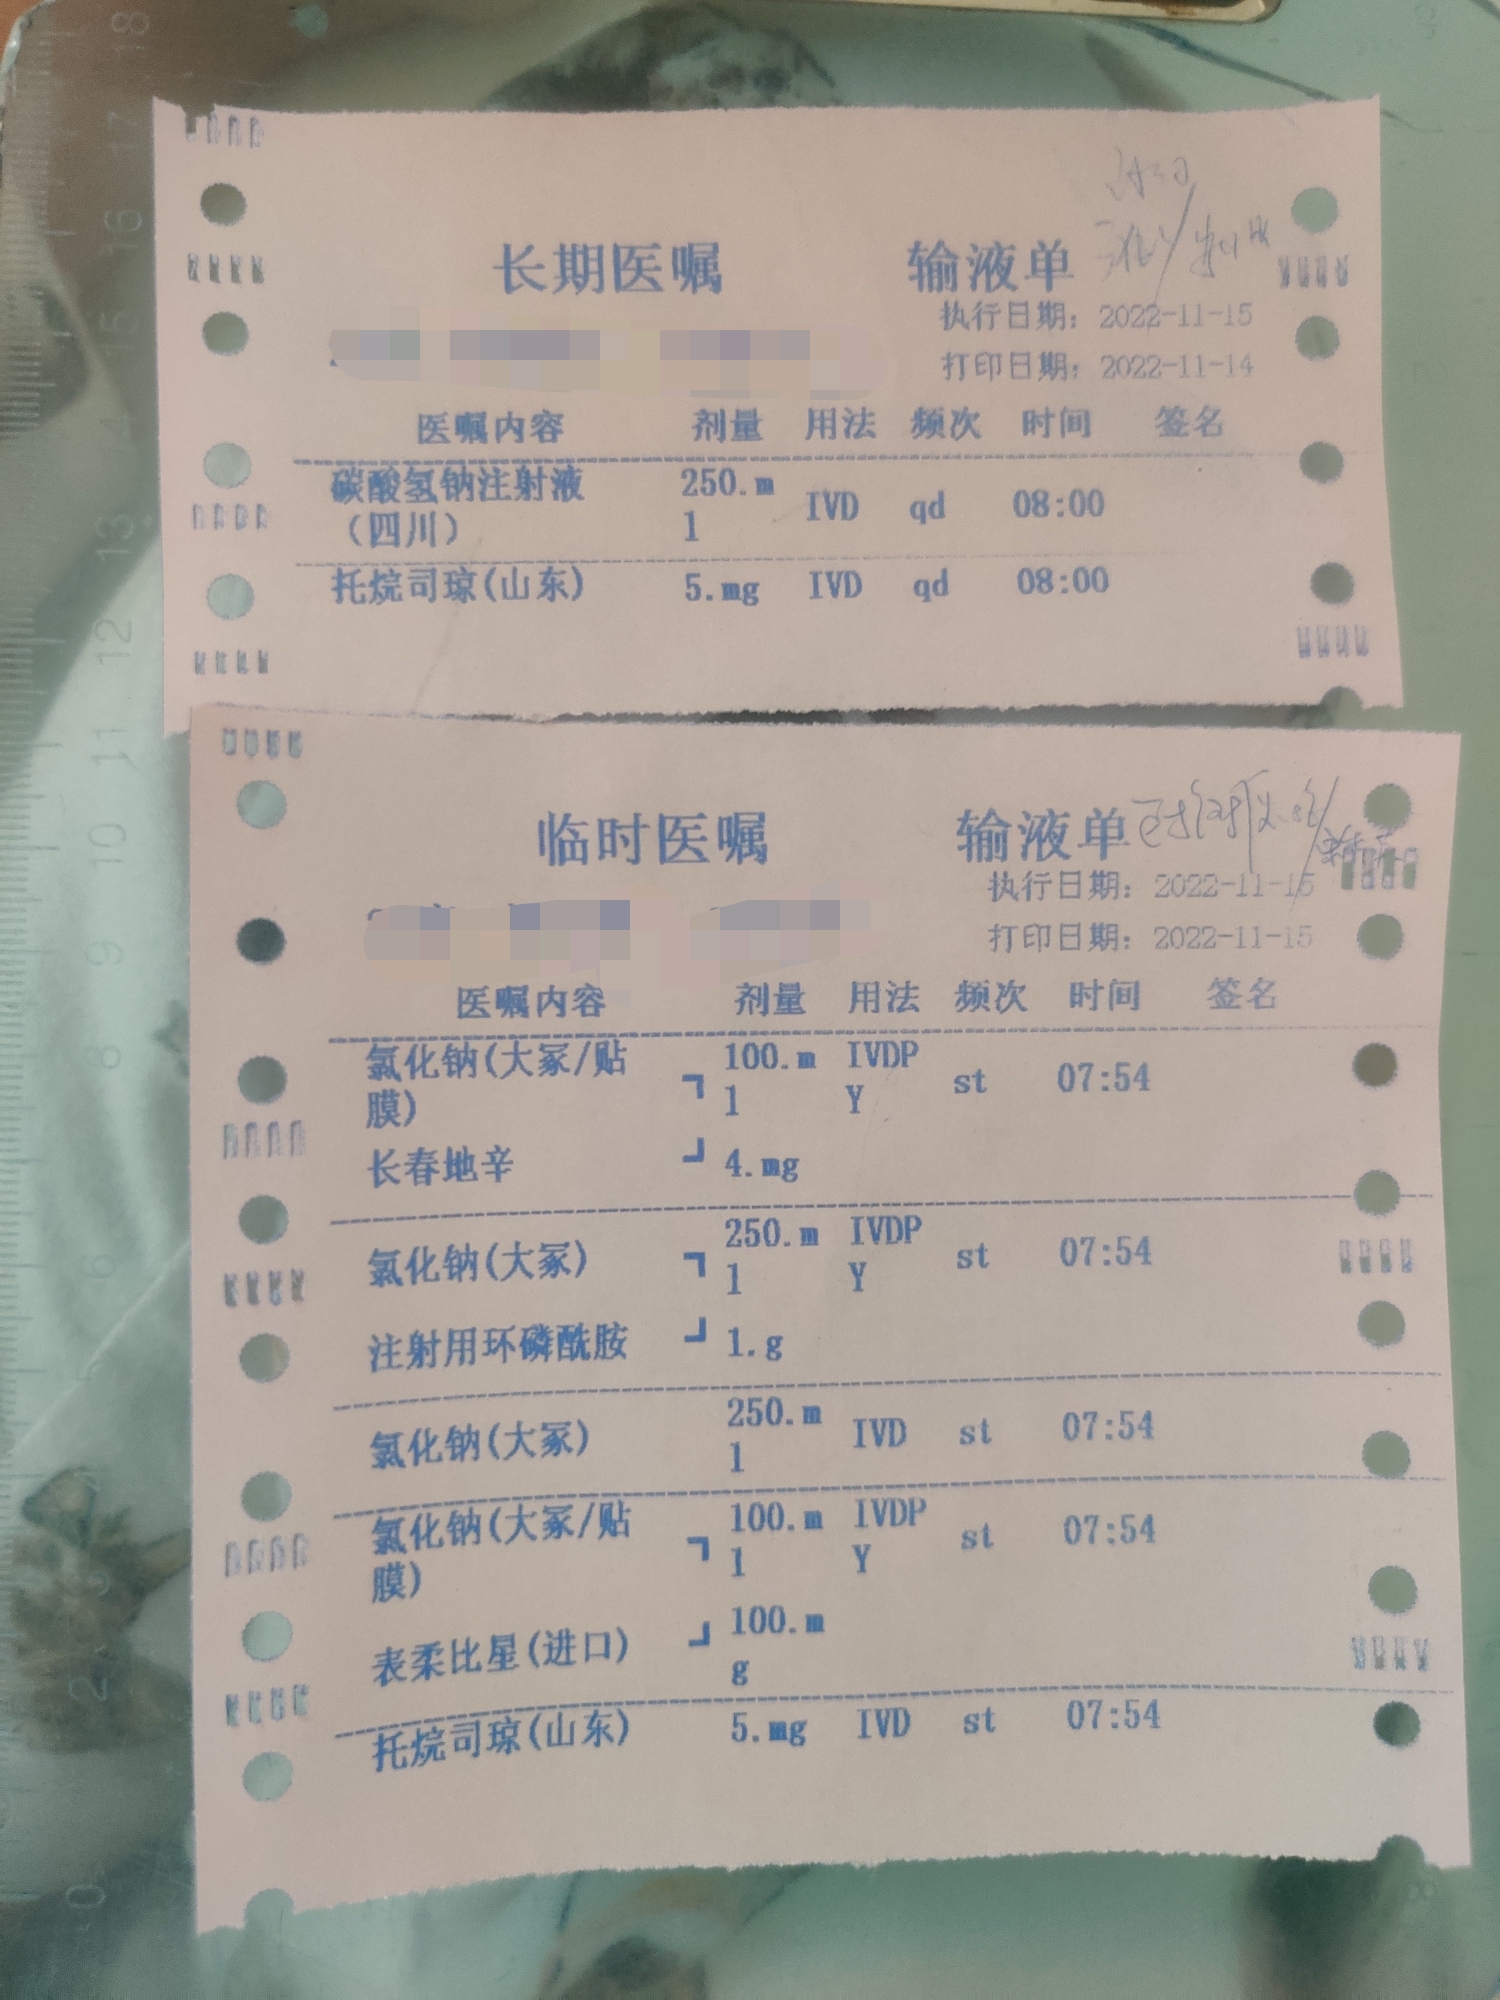 长期医嘱 输液单
执行日期: 2022-11-15
打印日期: 2022-11-14
医嘱内容 剂量 用法 频次 时间 签名
碳酸氢钠注射液 250.m IVD qd 08:00
(四川) 1
托烷司琼(山东) 5.mg IVD qd 08:00
临时医嘱 输液单
执行日期: 2022-11-15
打印日期: 2022-11-15
医嘱内容 剂量 用法 频次 时间 签名
氯化钠(大冢/贴 ┐ 100.m IVDP st 07:54
膜) 1 Y
长春地辛 ┘ 4.mg
氯化钠(大冢) ┐ 250.m IVDP st 07:54
1 Y
注射用环磷酰胺 ┘ 1.g
氯化钠(大冢) 250.m IVD st 07:54
1
氯化钠(大冢/贴 ┐ 100.m IVDP st 07:54
膜) 1 Y
表柔比星(进口) ┘ 100.m
g
托烷司琼(山东) 5.mg IVD st 07:54